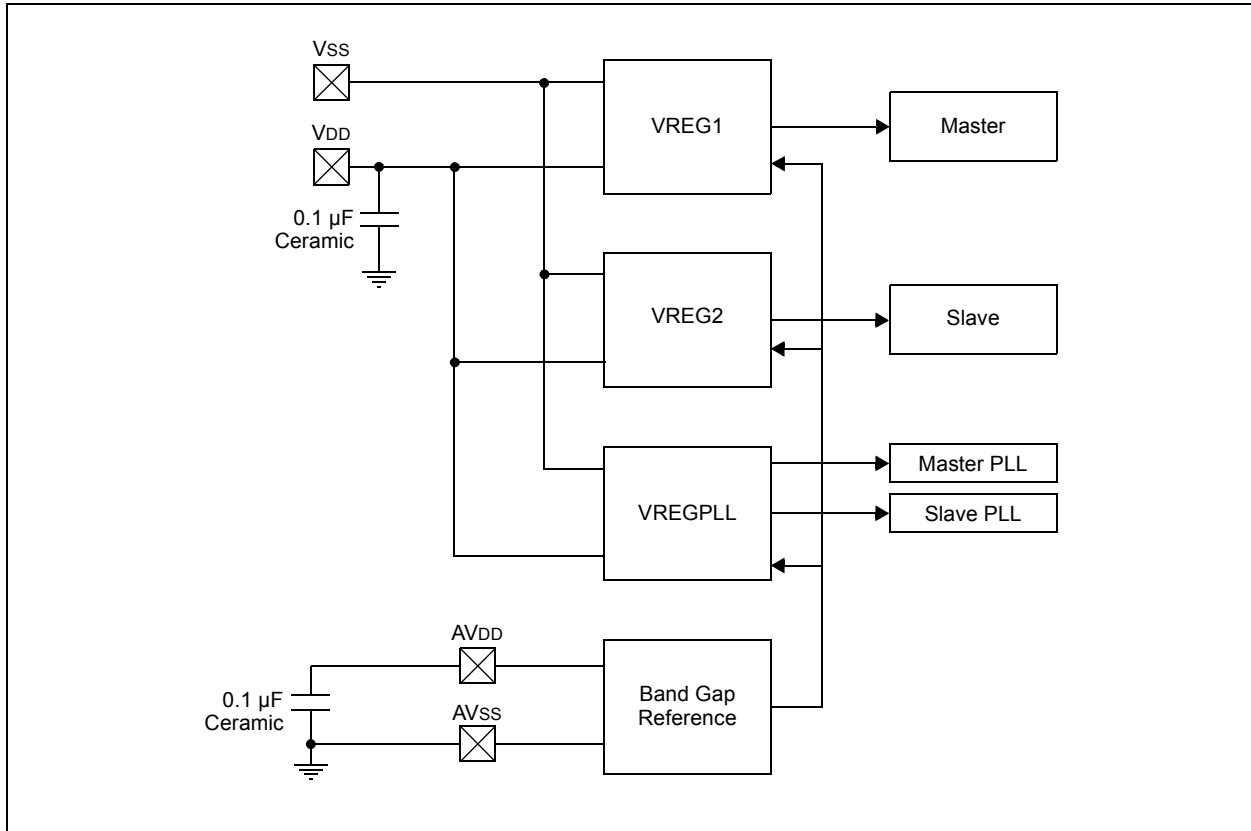 VSS
VREG1
Master
VDD
0.1 µF
Ceramic
VREG2
Slave
VREGPLL
Master PLL
Slave PLL
AVDD
0.1 µF
Ceramic
AVSS
Band Gap
Reference